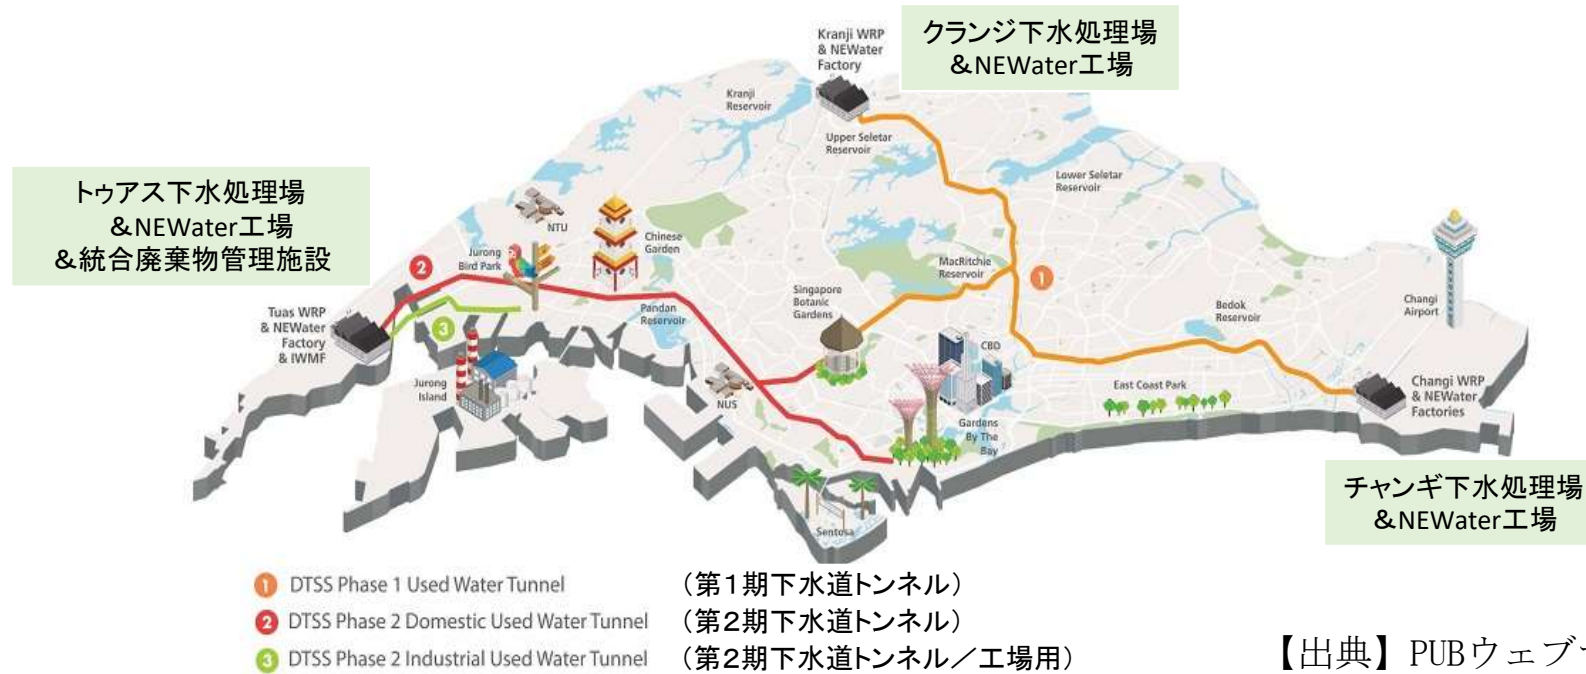 クランジ下水処理場
＆NEWater工場
Kranji WRP
& NEWater
Factory
Kranji
Reservoir
Upper Seletar
Reservoir
Lower Seletar
Reservoir
トゥアス下水処理場
＆NEWater工場
＆統合廃棄物管理施設
NTU
Chinese
Garden
Jurong
Bird Park
2
MacRitchie
Reservoir
1
Singapore
Botanic
Gardens
Bedok
Reservoir
Changi
Airport
Tuas WRP
& NEWater
Factory
& IWMF
3
Pandan
Reservoir
CBD
Jurong
Island
NUS
East Coast Park
Changi WRP
& NEWater
Factories
Gardens
By The
Bay
Sentosa
チャンギ下水処理場
＆NEWater工場
1 DTSS Phase 1 Used Water Tunnel （第１期下水道トンネル）
2 DTSS Phase 2 Domestic Used Water Tunnel （第２期下水道トンネル）
3 DTSS Phase 2 Industrial Used Water Tunnel （第２期下水道トンネル／工場用）
【出典】PUBウェブ